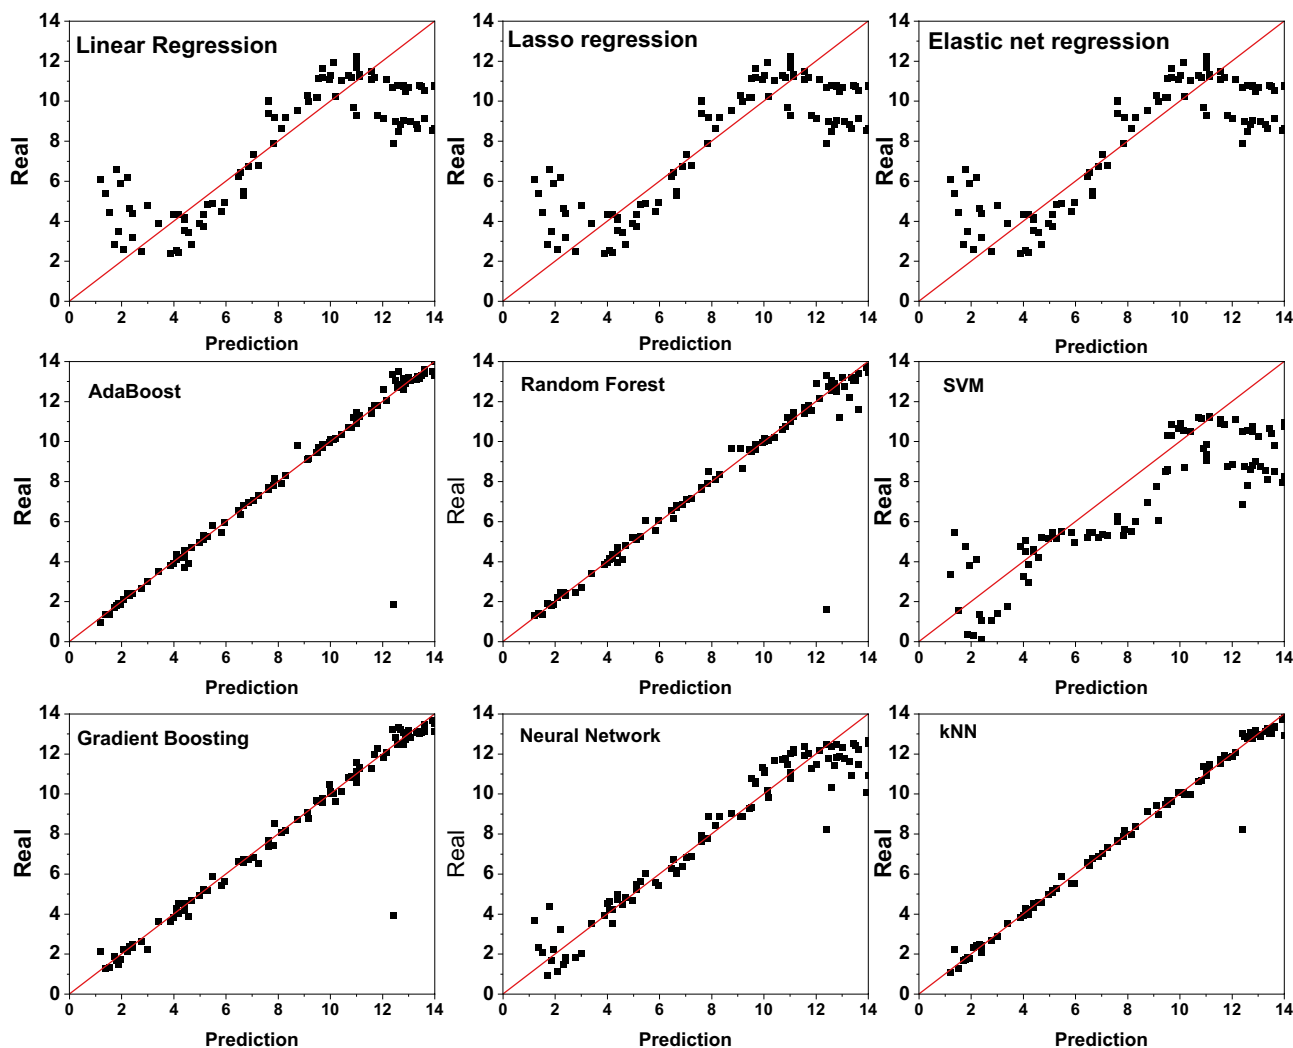 Linear Regression
Real
14
12
10
8
6
4
2
0
0 2 4 6 8 10 12 14
Prediction
Lasso regression
Real
14
12
10
8
6
4
2
0
0 2 4 6 8 10 12 14
Prediction
Elastic net regression
Real
14
12
10
8
6
4
2
0
0 2 4 6 8 10 12 14
Prediction
AdaBoost
Real
14
12
10
8
6
4
2
0
0 2 4 6 8 10 12 14
Prediction
Random Forest
Real
14
12
10
8
6
4
2
0
0 2 4 6 8 10 12 14
Prediction
SVM
Real
14
12
10
8
6
4
2
0
0 2 4 6 8 10 12 14
Prediction
Gradient Boosting
Real
14
12
10
8
6
4
2
0
0 2 4 6 8 10 12 14
Prediction
Neural Network
Real
14
12
10
8
6
4
2
0
0 2 4 6 8 10 12 14
Prediction
kNN
Real
14
12
10
8
6
4
2
0
0 2 4 6 8 10 12 14
Prediction